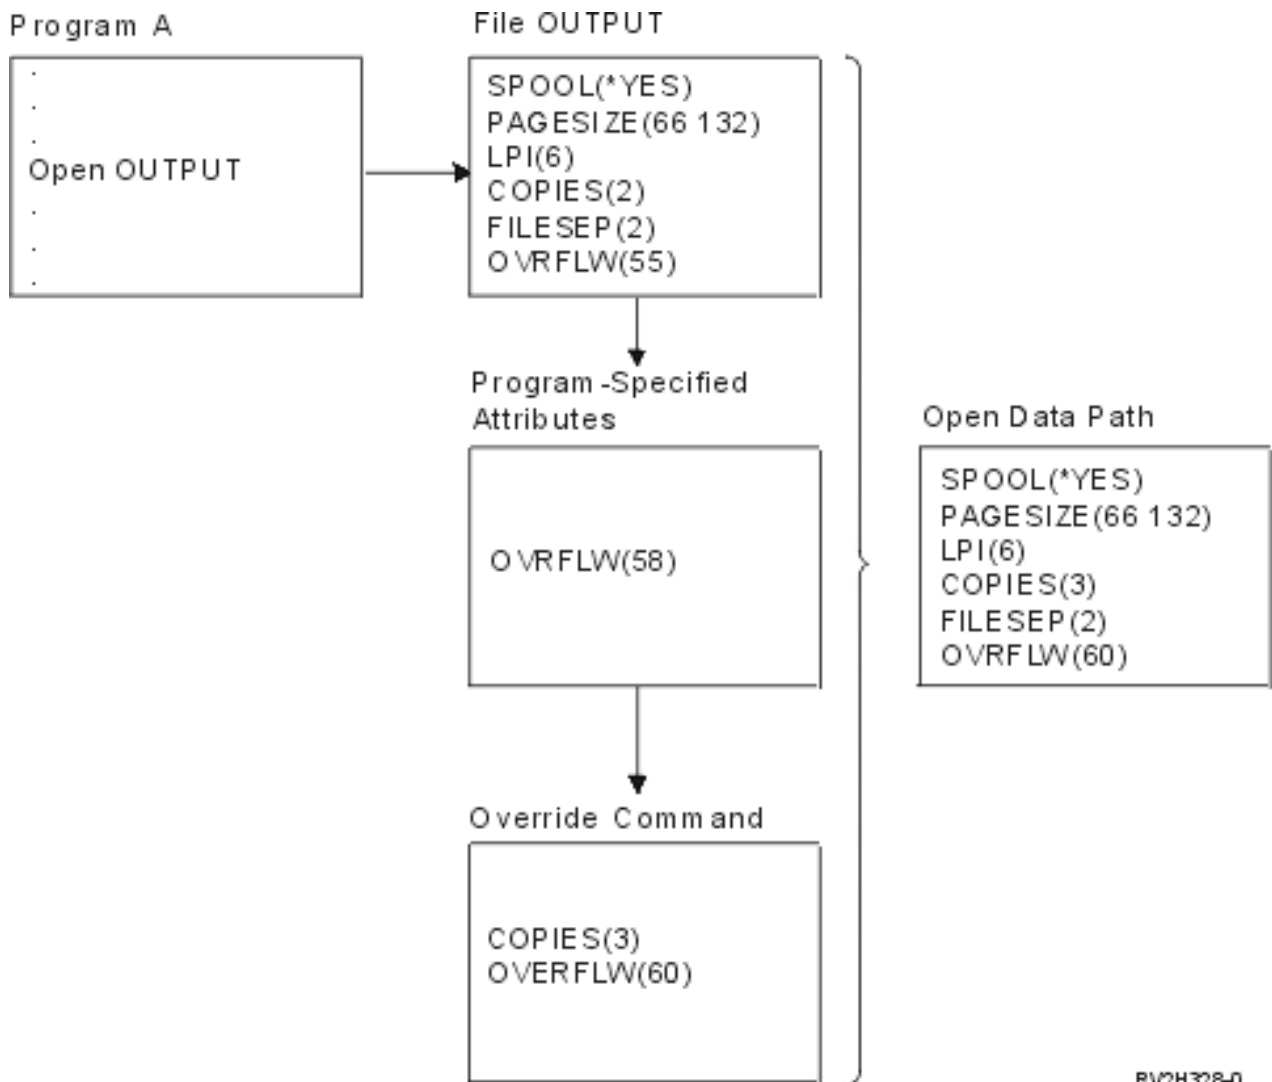 Program A
.
.
.
Open OUTPUT
.
.
.
File OUTPUT
SPOOL(*YES)
PAGESIZE(66 132)
LPI(6)
COPIES(2)
FILESEP(2)
OVRFLW(55)
Program-Specified
Attributes
OVRFLW(58)
Override Command
COPIES(3)
OVERFLW(60)
Open Data Path
SPOOL(*YES)
PAGESIZE(66 132)
LPI(6)
COPIES(3)
FILESEP(2)
OVRFLW(60)
RV2H328-0